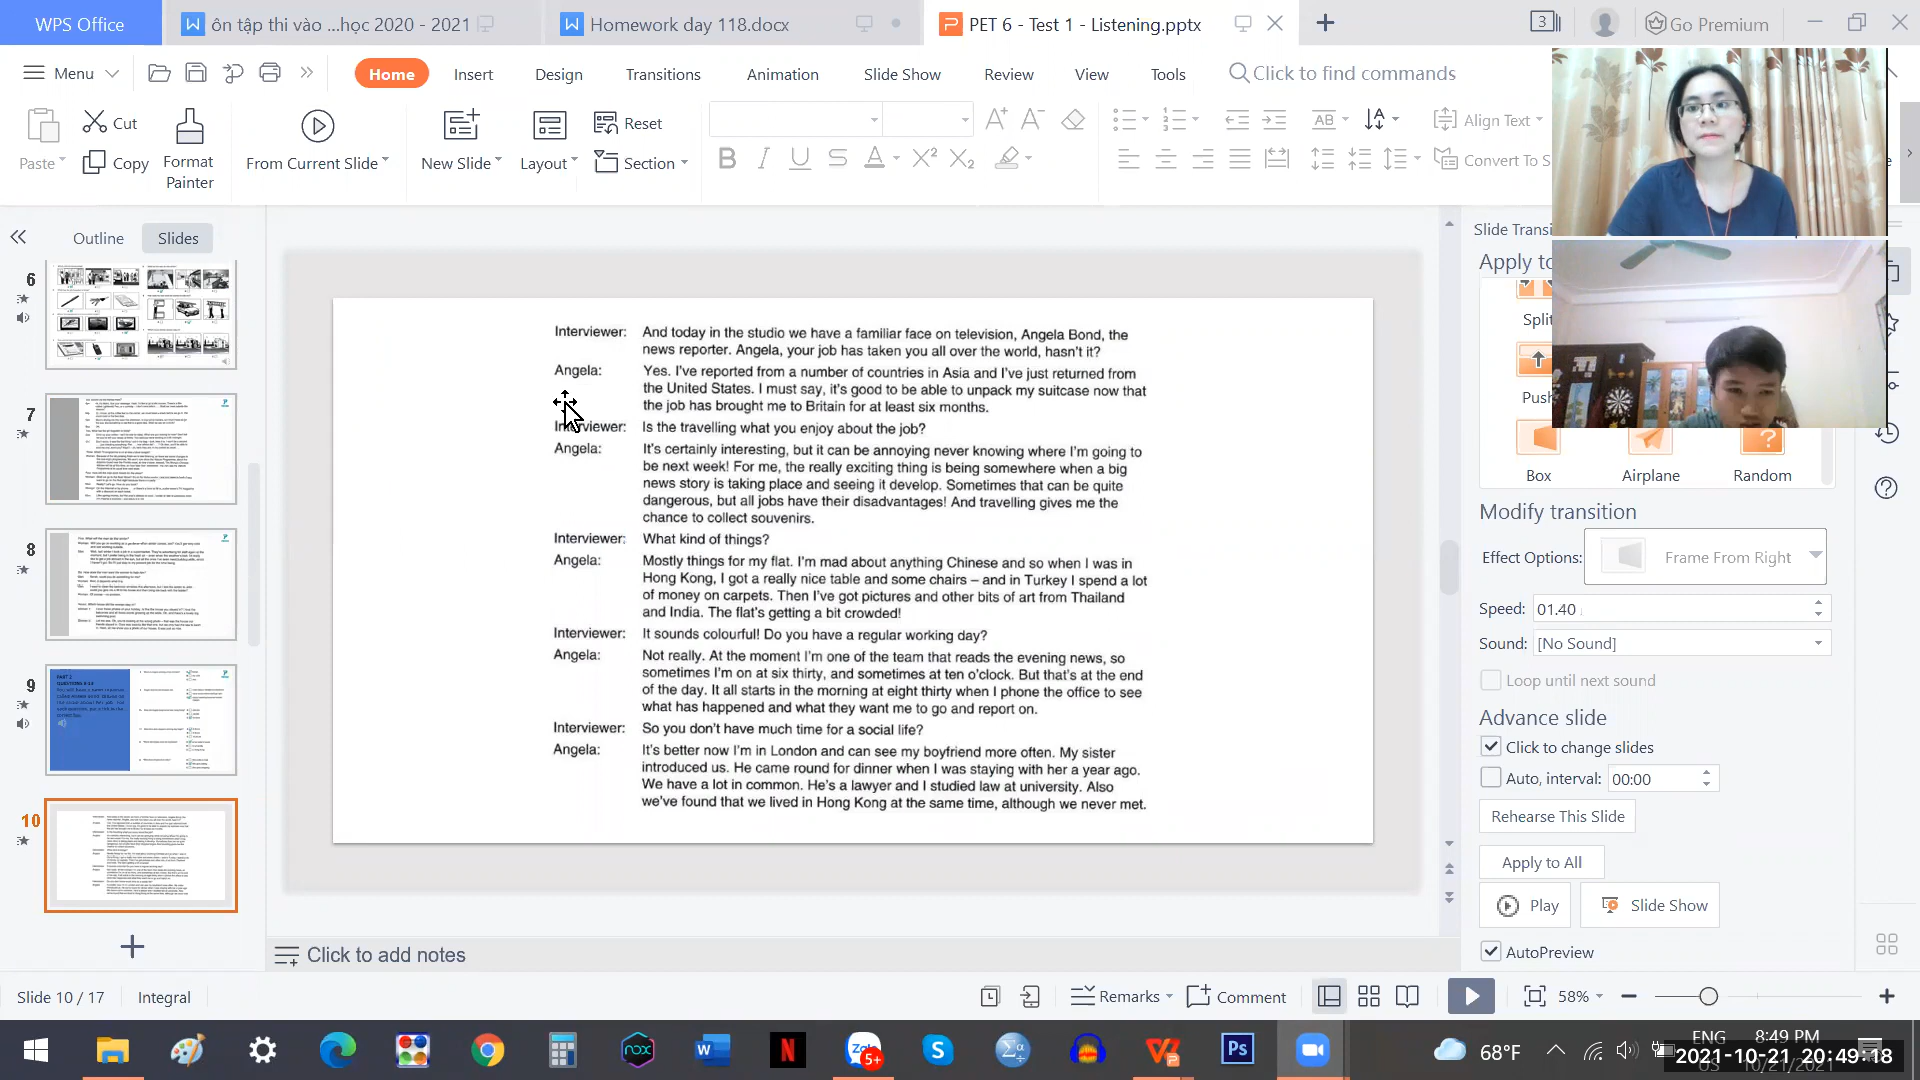 WPS Office
ôn tập thi vào ...học 2020 - 2021
Homework day 118.docx
PET 6 - Test 1 - Listening.pptx
3
Go Premium
Menu
Home
Insert
Design
Transitions
Animation
Slide Show
Review
View
Tools
Click to find commands
Paste
Cut
Copy
Format
Painter
From Current Slide
New Slide
Layout
Reset
Section
Align Text
Convert To S
Outline
Slides
6
7
8
9
10
Interviewer: And today in the studio we have a familiar face on television, Angela Bond, the
news reporter. Angela, your job has taken you all over the world, hasn't it?
Angela: Yes. I've reported from a number of countries in Asia and I've just returned from
the United States. I must say, it's good to be able to unpack my suitcase now that
the job has brought me to Britain for at least six months.
Interviewer: Is the travelling what you enjoy about the job?
Angela: It's certainly interesting, but it can be annoying never knowing where I'm going to
be next week! For me, the really exciting thing is being somewhere when a big
news story is taking place and seeing it develop. Sometimes that can be quite
dangerous, but all jobs have their disadvantages! And travelling gives me the
chance to collect souvenirs.
Interviewer: What kind of things?
Angela: Mostly things for my flat. I'm mad about anything Chinese and so when I was in
Hong Kong, I got a really nice table and some chairs – and in Turkey I spend a lot
of money on carpets. Then I've got pictures and other bits of art from Thailand
and India. The flat's getting a bit crowded!
Interviewer: It sounds colourful! Do you have a regular working day?
Angela: Not really. At the moment I'm one of the team that reads the evening news, so
sometimes I'm on at six thirty, and sometimes at ten o'clock. But that's at the end
of the day. It all starts in the morning at eight thirty when I phone the office to see
what has happened and what they want me to go and report on.
Interviewer: So you don't have much time for a social life?
Angela: It's better now I'm in London and can see my boyfriend more often. My sister
introduced us. He came round for dinner when I was staying with her a year ago.
We have a lot in common. He's a lawyer and I studied law at university. Also
we've found that we lived in Hong Kong at the same time, although we never met.
Slide Transi
Apply to
Split
Push
Box
Airplane
Random
Modify transition
Effect Options:
Frame From Right
Speed: 01.40
Sound: [No Sound]
Loop until next sound
Advance slide
Click to change slides
Auto, interval: 00:00
Rehearse This Slide
Apply to All
Play
Slide Show
AutoPreview
Click to add notes
Slide 10 / 17
Integral
Remarks
Comment
58%
5+
68°F
ENG
8:49 PM
2021-10-21 20:49:18